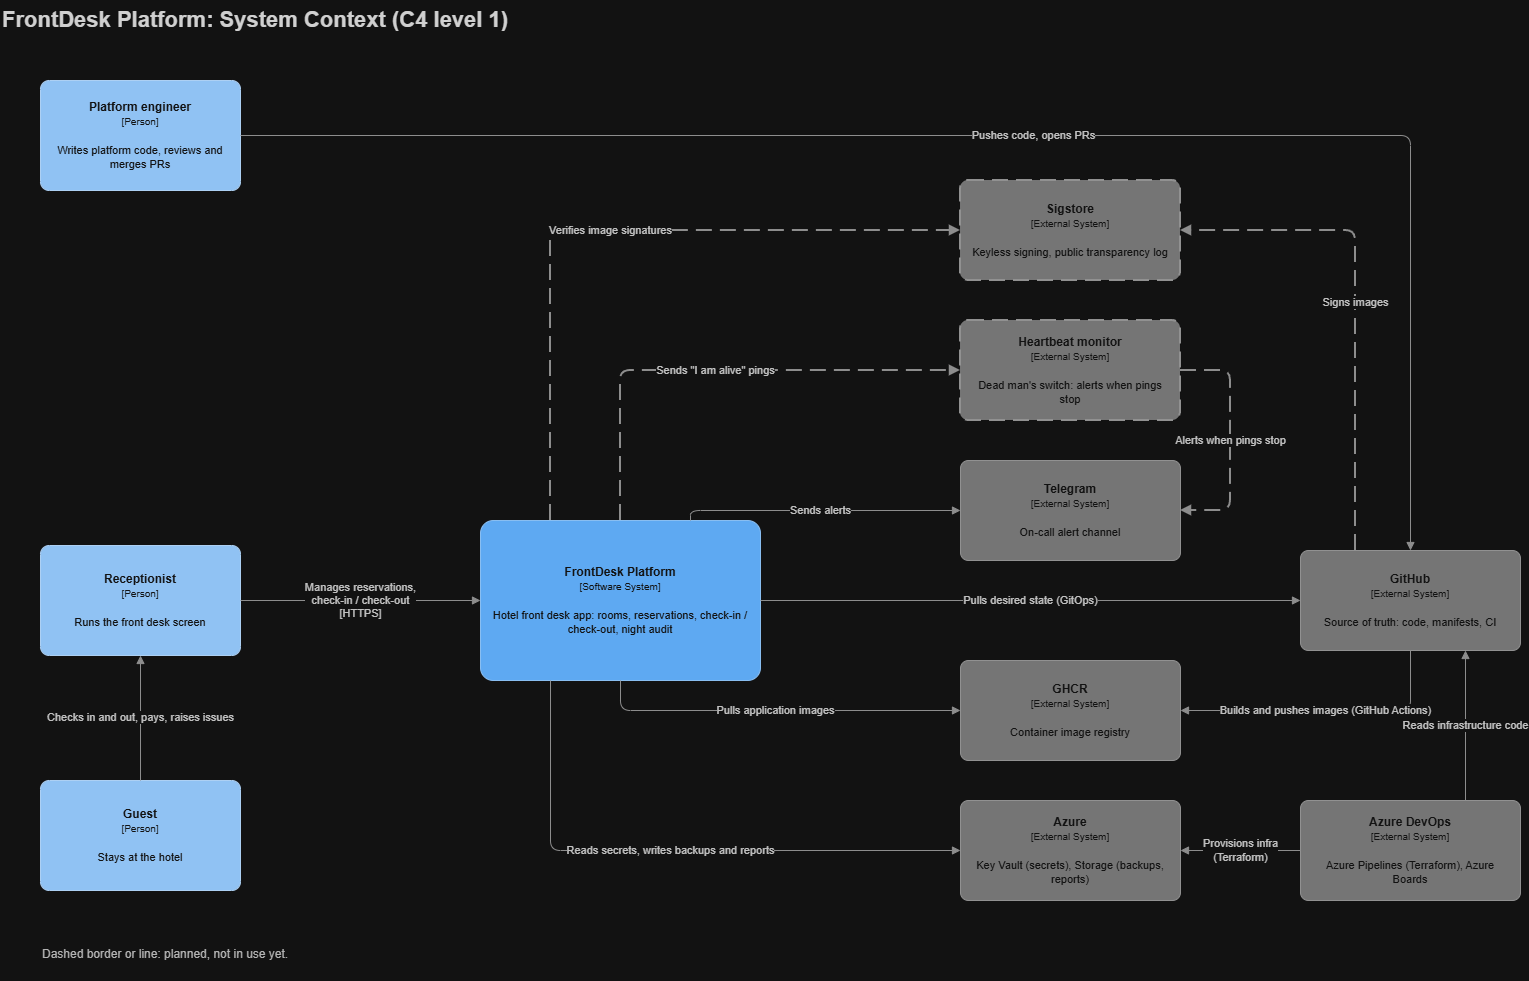 FrontDesk Platform: System Context (C4 level 1)
Platform engineer
[Person]
Writes platform code, reviews and
merges PRs
Pushes code, opens PRs
Sigstore
[External System]
Keyless signing, public transparency log
Verifies image signatures
Signs images
Heartbeat monitor
[External System]
Dead man's switch: alerts when pings
stop
Sends "I am alive" pings
Alerts when pings stop
Telegram
[External System]
On-call alert channel
Sends alerts
Receptionist
[Person]
Runs the front desk screen
Manages reservations,
check-in / check-out
[HTTPS]
FrontDesk Platform
[Software System]
Hotel front desk app: rooms, reservations, check-in /
check-out, night audit
Pulls desired state (GitOps)
GitHub
[External System]
Source of truth: code, manifests, CI
Checks in and out, pays, raises issues
Pulls application images
GHCR
[External System]
Container image registry
Builds and pushes images (GitHub Actions)
Reads infrastructure code
Guest
[Person]
Stays at the hotel
Reads secrets, writes backups and reports
Azure
[External System]
Key Vault (secrets), Storage (backups,
reports)
Provisions infra
(Terraform)
Azure DevOps
[External System]
Azure Pipelines (Terraform), Azure
Boards
Dashed border or line: planned, not in use yet.